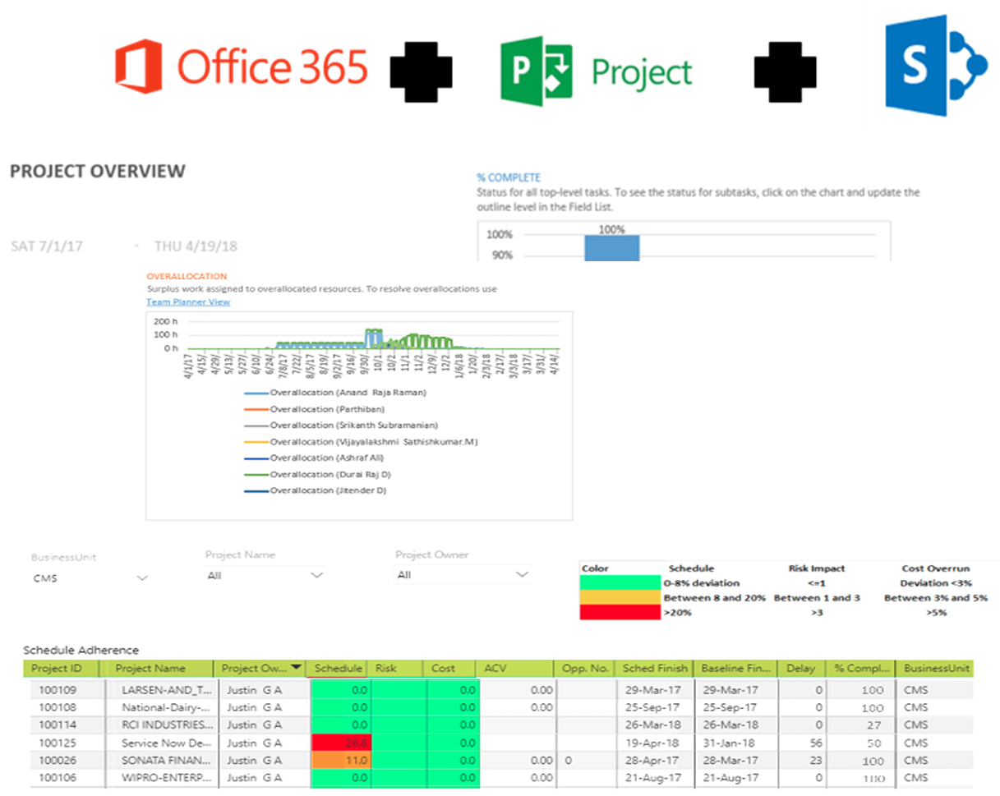 Office 365
P Project
S
PROJECT OVERVIEW
% COMPLETE
Status for all top-level tasks. To see the status for subtasks, click on the chart and update the
outline level in the Field List.
SAT 7/1/17 - THU 4/19/18
100%
100%
90%
OVERALLOCATION
Surplus work assigned to overallocated resources. To resolve overallocations use
Team Planner View
200 h
100 h
0 h
4/1/17 4/15/... 4/29/... 5/13/... 5/27/... 6/10/... 6/24/... 7/8/17 7/22/... 8/5/17 8/19/... 9/2/17 9/16/... 9/30/... 10/1... 10/2... 11/1... 11/2... 12/9/... 12/2... 1/6/18 1/20/... 2/3/18 2/17/... 3/3/18 3/17/... 3/31/... 4/14/...
Overallocation (Anand Raja Raman)
Overallocation (Parthiban)
Overallocation (Srikanth Subramanian)
Overallocation (Vijayalakshmi Sathishkumar.M)
Overallocation (Ashraf Ali)
Overallocation (Durai Raj D)
Overallocation (Jitender D)
BusinessUnit Project Name Project Owner
CMS All All
Color Schedule Risk Impact Cost Overrun
0-8% deviation <=1 Deviation <3%
Between 8 and 20% Between 1 and 3 Between 3% and 5%
>20% >3 >5%
Schedule Adherence
Project ID Project Name Project Ow... Schedule Risk Cost ACV Opp. No. Sched Finish Baseline Fin... Delay % Compl... BusinessUnit
100109 LARSEN-AND_T... Justin G A 0.0 0.0 0.00 29-Mar-17 29-Mar-17 0 100 CMS
100108 National-Dairy-... Justin G A 0.0 0.0 0.00 25-Sep-17 25-Sep-17 0 100 CMS
100114 RCI INDUSTRIES... Justin G A 0.0 0.0 26-Mar-18 26-Mar-18 0 27 CMS
100125 Service Now De... Justin G A 26.8 0.0 19-Apr-18 31-Jan-18 56 50 CMS
100026 SONATA FINAN... Justin G A 11.0 0.0 0.00 0 28-Apr-17 28-Mar-17 23 100 CMS
100106 WIPRO-ENTERP... Justin G A 0.0 0.0 0.00 21-Aug-17 21-Aug-17 0 100 CMS